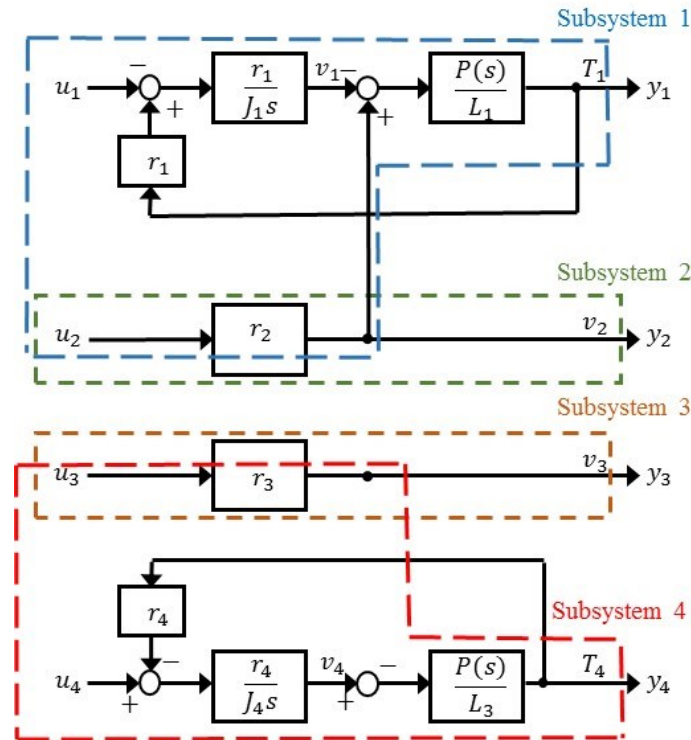 Subsystem 1
− r₁ v₁ − P(s) T₁
u₁ y₁
+ J₁s + L₁
r₁
Subsystem 2
u₂ r₂ v₂ y₂
Subsystem 3
u₃ r₃ v₃ y₃
r₄ Subsystem 4
− r₄ v₄ − P(s) T₄
u₄ y₄
+ J₄s + L₃